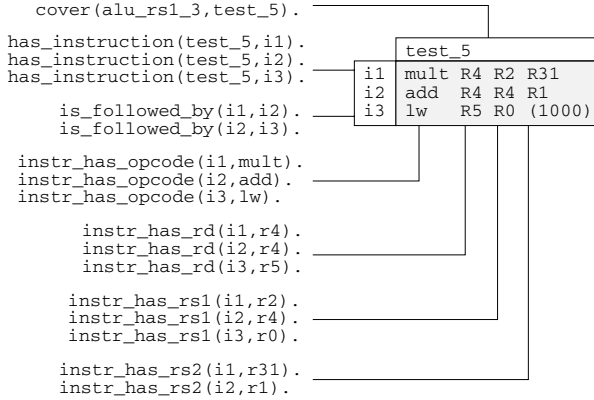 cover(alu_rs1_3,test_5).
has_instruction(test_5,i1).
has_instruction(test_5,i2).
has_instruction(test_5,i3).
is_followed_by(i1,i2).
is_followed_by(i2,i3).
instr_has_opcode(i1,mult).
instr_has_opcode(i2,add).
instr_has_opcode(i3,lw).
instr_has_rd(i1,r4).
instr_has_rd(i2,r4).
instr_has_rd(i3,r5).
instr_has_rs1(i1,r2).
instr_has_rs1(i2,r4).
instr_has_rs1(i3,r0).
instr_has_rs2(i1,r31).
instr_has_rs2(i2,r1).
test_5
i1 mult R4 R2 R31
i2 add R4 R4 R1
i3 lw R5 R0 (1000)